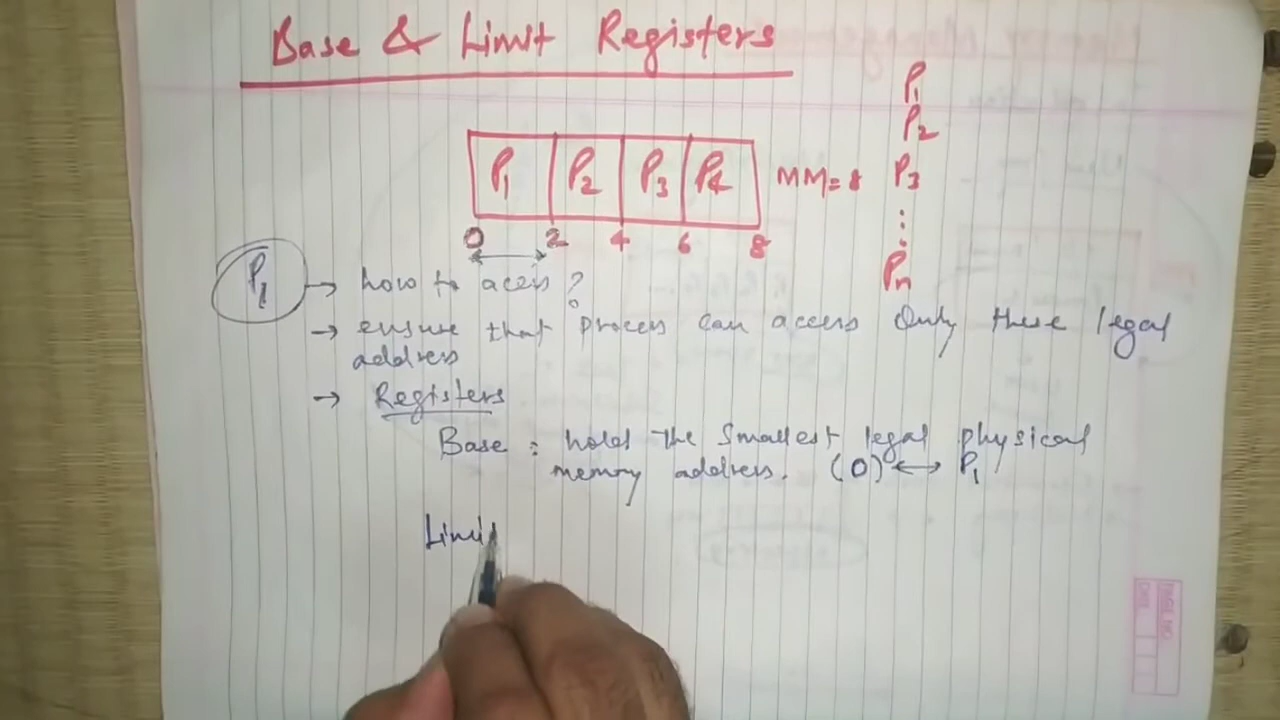 Base & Limit Registers
P1 P2 P3 P4 MM=8
0 2 4 6 8
P1
P2
P3
⋮
Pn
P1 → how to acess?
→ ensure that process can access Only these legal
address
→ Registers
Base : hold the smallest legal physical
memory address. (0) ↔ P1
Limit